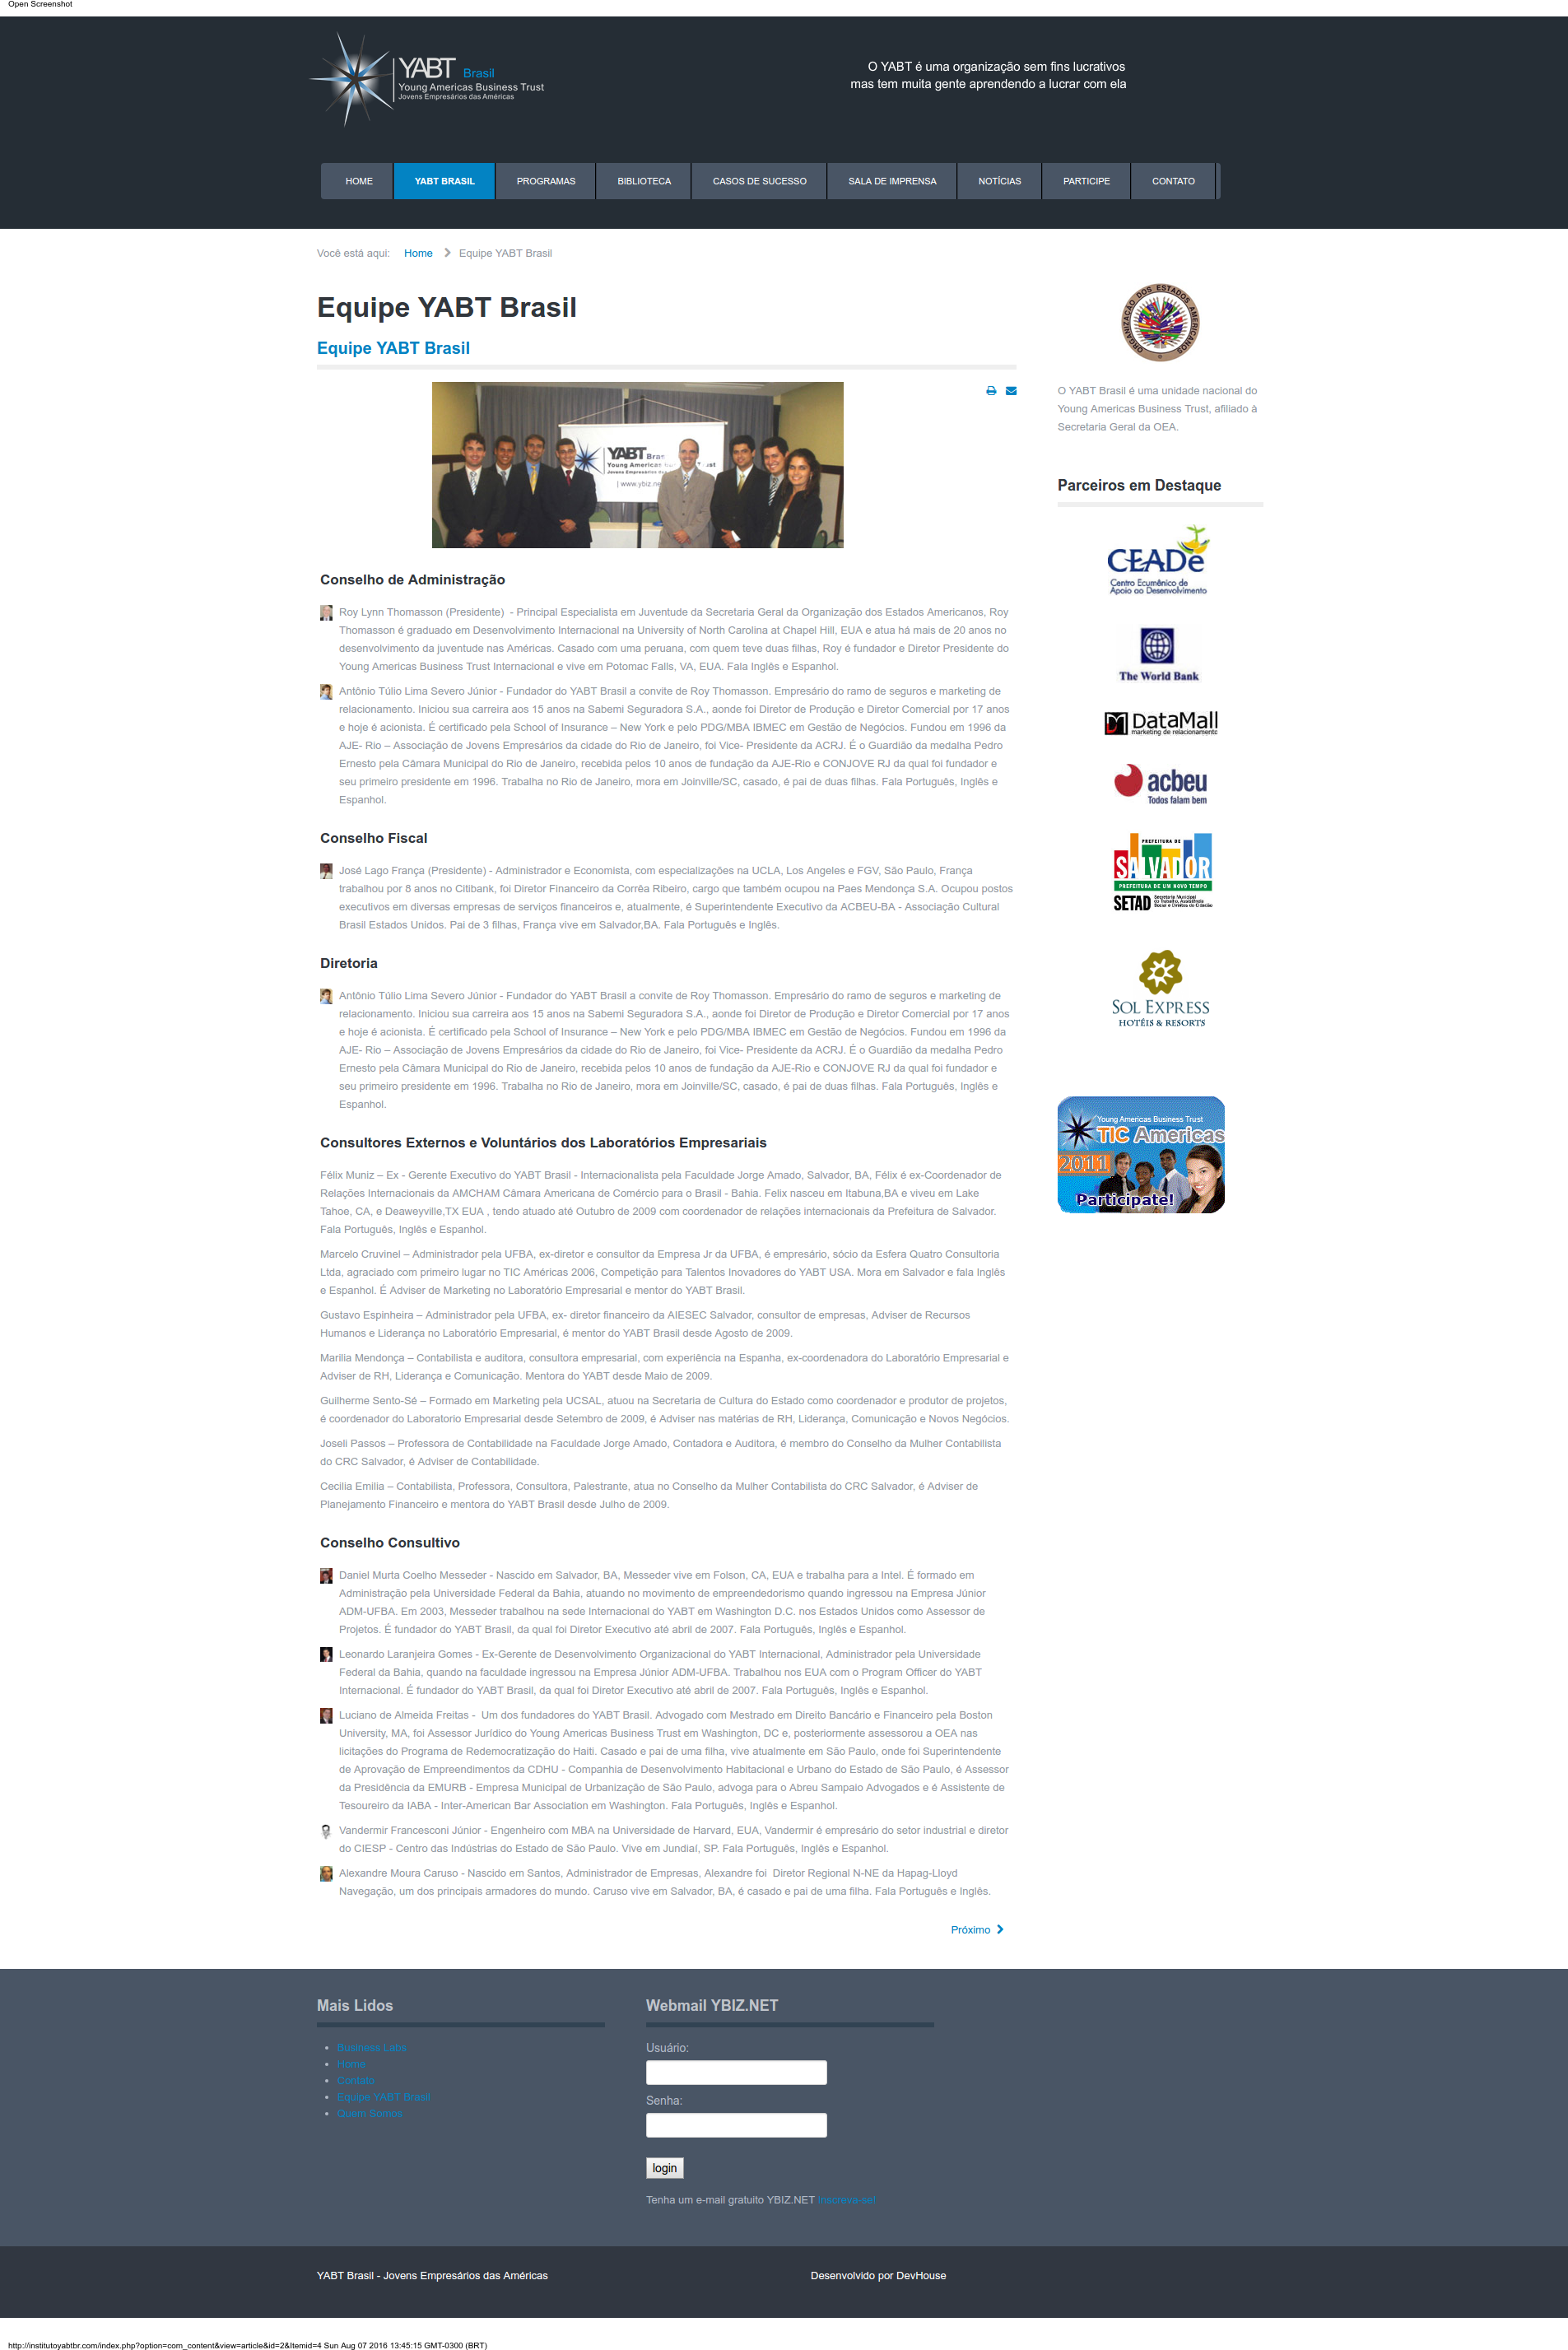 Open Screenshot
YABT Brasil
Young Americas Business Trust
Jovens Empresários das Américas
O YABT é uma organização sem fins lucrativos
mas tem muita gente aprendendo a lucrar com ela
HOME YABT BRASIL PROGRAMAS BIBLIOTECA CASOS DE SUCESSO SALA DE IMPRENSA NOTÍCIAS PARTICIPE CONTATO
Você está aqui: Home Equipe YABT Brasil
Equipe YABT Brasil
Equipe YABT Brasil
YABT Bras
Young Americas Trust
Jovens Empresários das
| www.ybiz.ne
Conselho de Administração
Roy Lynn Thomasson (Presidente) - Principal Especialista em Juventude da Secretaria Geral da Organização dos Estados Americanos, Roy
Thomasson é graduado em Desenvolvimento Internacional na University of North Carolina at Chapel Hill, EUA e atua há mais de 20 anos no
desenvolvimento da juventude nas Américas. Casado com uma peruana, com quem teve duas filhas, Roy é fundador e Diretor Presidente do
Young Americas Business Trust Internacional e vive em Potomac Falls, VA, EUA. Fala Inglês e Espanhol.
Antônio Túlio Lima Severo Júnior - Fundador do YABT Brasil a convite de Roy Thomasson. Empresário do ramo de seguros e marketing de
relacionamento. Iniciou sua carreira aos 15 anos na Sabemi Seguradora S.A., aonde foi Diretor de Produção e Diretor Comercial por 17 anos
e hoje é acionista. É certificado pela School of Insurance – New York e pelo PDG/MBA IBMEC em Gestão de Negócios. Fundou em 1996 da
AJE- Rio – Associação de Jovens Empresários da cidade do Rio de Janeiro, foi Vice- Presidente da ACRJ. É o Guardião da medalha Pedro
Ernesto pela Câmara Municipal do Rio de Janeiro, recebida pelos 10 anos de fundação da AJE-Rio e CONJOVE RJ da qual foi fundador e
seu primeiro presidente em 1996. Trabalha no Rio de Janeiro, mora em Joinville/SC, casado, é pai de duas filhas. Fala Português, Inglês e
Espanhol.
Conselho Fiscal
José Lago França (Presidente) - Administrador e Economista, com especializações na UCLA, Los Angeles e FGV, São Paulo, França
trabalhou por 8 anos no Citibank, foi Diretor Financeiro da Corrêa Ribeiro, cargo que também ocupou na Paes Mendonça S.A. Ocupou postos
executivos em diversas empresas de serviços financeiros e, atualmente, é Superintendente Executivo da ACBEU-BA - Associação Cultural
Brasil Estados Unidos. Pai de 3 filhas, França vive em Salvador,BA. Fala Português e Inglês.
Diretoria
Antônio Túlio Lima Severo Júnior - Fundador do YABT Brasil a convite de Roy Thomasson. Empresário do ramo de seguros e marketing de
relacionamento. Iniciou sua carreira aos 15 anos na Sabemi Seguradora S.A., aonde foi Diretor de Produção e Diretor Comercial por 17 anos
e hoje é acionista. É certificado pela School of Insurance – New York e pelo PDG/MBA IBMEC em Gestão de Negócios. Fundou em 1996 da
AJE- Rio – Associação de Jovens Empresários da cidade do Rio de Janeiro, foi Vice- Presidente da ACRJ. É o Guardião da medalha Pedro
Ernesto pela Câmara Municipal do Rio de Janeiro, recebida pelos 10 anos de fundação da AJE-Rio e CONJOVE RJ da qual foi fundador e
seu primeiro presidente em 1996. Trabalha no Rio de Janeiro, mora em Joinville/SC, casado, é pai de duas filhas. Fala Português, Inglês e
Espanhol.
Consultores Externos e Voluntários dos Laboratórios Empresariais
Félix Muniz – Ex - Gerente Executivo do YABT Brasil - Internacionalista pela Faculdade Jorge Amado, Salvador, BA, Félix é ex-Coordenador de
Relações Internacionais da AMCHAM Câmara Americana de Comércio para o Brasil - Bahia. Felix nasceu em Itabuna,BA e viveu em Lake
Tahoe, CA, e Deaweyville,TX EUA , tendo atuado até Outubro de 2009 com coordenador de relações internacionais da Prefeitura de Salvador.
Fala Português, Inglês e Espanhol.
Marcelo Cruvinel – Administrador pela UFBA, ex-diretor e consultor da Empresa Jr da UFBA, é empresário, sócio da Esfera Quatro Consultoria
Ltda, agraciado com primeiro lugar no TIC Américas 2006, Competição para Talentos Inovadores do YABT USA. Mora em Salvador e fala Inglês
e Espanhol. É Adviser de Marketing no Laboratório Empresarial e mentor do YABT Brasil.
Gustavo Espinheira – Administrador pela UFBA, ex- diretor financeiro da AIESEC Salvador, consultor de empresas, Adviser de Recursos
Humanos e Liderança no Laboratório Empresarial, é mentor do YABT Brasil desde Agosto de 2009.
Marilia Mendonça – Contabilista e auditora, consultora empresarial, com experiência na Espanha, ex-coordenadora do Laboratório Empresarial e
Adviser de RH, Liderança e Comunicação. Mentora do YABT desde Maio de 2009.
Guilherme Sento-Sé – Formado em Marketing pela UCSAL, atuou na Secretaria de Cultura do Estado como coordenador e produtor de projetos,
é coordenador do Laboratorio Empresarial desde Setembro de 2009, é Adviser nas matérias de RH, Liderança, Comunicação e Novos Negócios.
Joseli Passos – Professora de Contabilidade na Faculdade Jorge Amado, Contadora e Auditora, é membro do Conselho da Mulher Contabilista
do CRC Salvador, é Adviser de Contabilidade.
Cecilia Emilia – Contabilista, Professora, Consultora, Palestrante, atua no Conselho da Mulher Contabilista do CRC Salvador, é Adviser de
Planejamento Financeiro e mentora do YABT Brasil desde Julho de 2009.
Conselho Consultivo
Daniel Murta Coelho Messeder - Nascido em Salvador, BA, Messeder vive em Folson, CA, EUA e trabalha para a Intel. É formado em
Administração pela Universidade Federal da Bahia, atuando no movimento de empreendedorismo quando ingressou na Empresa Júnior
ADM-UFBA. Em 2003, Messeder trabalhou na sede Internacional do YABT em Washington D.C. nos Estados Unidos como Assessor de
Projetos. É fundador do YABT Brasil, da qual foi Diretor Executivo até abril de 2007. Fala Português, Inglês e Espanhol.
Leonardo Laranjeira Gomes - Ex-Gerente de Desenvolvimento Organizacional do YABT Internacional, Administrador pela Universidade
Federal da Bahia, quando na faculdade ingressou na Empresa Júnior ADM-UFBA. Trabalhou nos EUA com o Program Officer do YABT
Internacional. É fundador do YABT Brasil, da qual foi Diretor Executivo até abril de 2007. Fala Português, Inglês e Espanhol.
Luciano de Almeida Freitas - Um dos fundadores do YABT Brasil. Advogado com Mestrado em Direito Bancário e Financeiro pela Boston
University, MA, foi Assessor Jurídico do Young Americas Business Trust em Washington, DC e, posteriormente assessorou a OEA nas
licitações do Programa de Redemocratização do Haiti. Casado e pai de uma filha, vive atualmente em São Paulo, onde foi Superintendente
de Aprovação de Empreendimentos da CDHU - Companhia de Desenvolvimento Habitacional e Urbano do Estado de São Paulo, é Assessor
da Presidência da EMURB - Empresa Municipal de Urbanização de São Paulo, advoga para o Abreu Sampaio Advogados e é Assistente de
Tesoureiro da IABA - Inter-American Bar Association em Washington. Fala Português, Inglês e Espanhol.
Vandermir Francesconi Júnior - Engenheiro com MBA na Universidade de Harvard, EUA, Vandermir é empresário do setor industrial e diretor
do CIESP - Centro das Indústrias do Estado de São Paulo. Vive em Jundiaí, SP. Fala Português, Inglês e Espanhol.
Alexandre Moura Caruso - Nascido em Santos, Administrador de Empresas, Alexandre foi Diretor Regional N-NE da Hapag-Lloyd
Navegação, um dos principais armadores do mundo. Caruso vive em Salvador, BA, é casado e pai de uma filha. Fala Português e Inglês.
Próximo
ORGANIZAÇÃO DOS ESTADOS AMERICANOS
O YABT Brasil é uma unidade nacional do
Young Americas Business Trust, afiliado à
Secretaria Geral da OEA.
Parceiros em Destaque
CEADe
Centro Ecumênico de
Apoio ao Desenvolvimento
The World Bank
DataMall
marketing de relacionamento
acbeu
Todos falam bem
PREFEITURA DE
SALVADOR
PREFEITURA DE UM NOVO TEMPO
SETAD Secretaria Municipal
do Trabalho, Assistência
Social e Direitos do Cidadão
SOL EXPRESS
HOTÉIS & RESORTS
Young Americas Business Trust
TIC Americas
2011
Participate!
Mais Lidos
Business Labs
Home
Contato
Equipe YABT Brasil
Quem Somos
Webmail YBIZ.NET
Usuário:
Senha:
login
Tenha um e-mail gratuito YBIZ.NET inscreva-se!
YABT Brasil - Jovens Empresários das Américas
Desenvolvido por DevHouse
http://institutoyabtbr.com/index.php?option=com_content&view=article&id=2&Itemid=4 Sun Aug 07 2016 13:45:15 GMT-0300 (BRT)